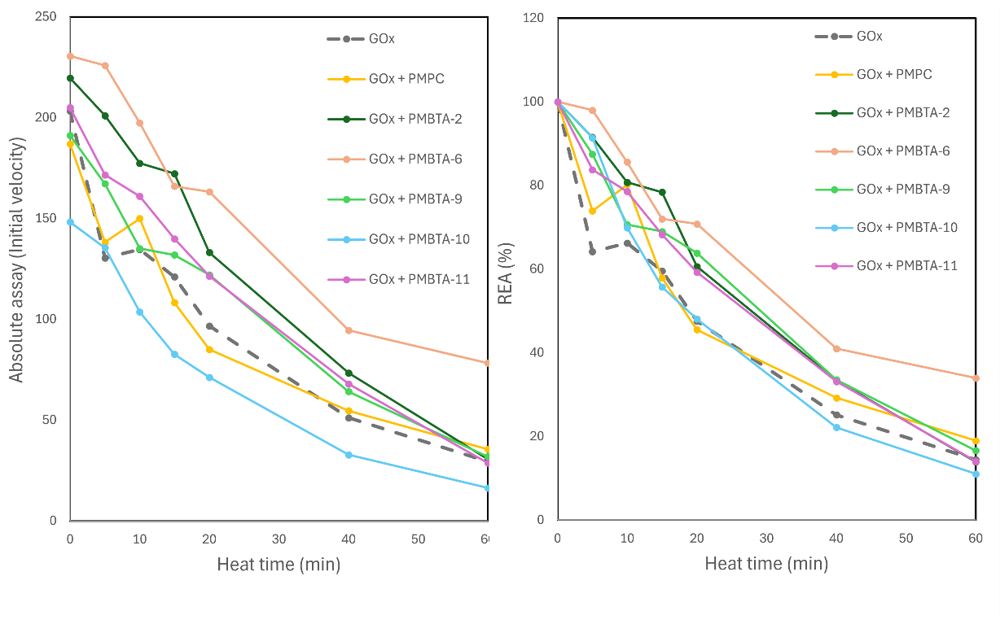 250
200
150
100
50
0
Absolute assay (Initial velocity)
0 10 20 30 40 50 60
Heat time (min)
GOx
GOx + PMPC
GOx + PMBTA-2
GOx + PMBTA-6
GOx + PMBTA-9
GOx + PMBTA-10
GOx + PMBTA-11
120
100
80
60
40
20
0
REA (%)
0 10 20 30 40 50 60
Heat time (min)
GOx
GOx + PMPC
GOx + PMBTA-2
GOx + PMBTA-6
GOx + PMBTA-9
GOx + PMBTA-10
GOx + PMBTA-11